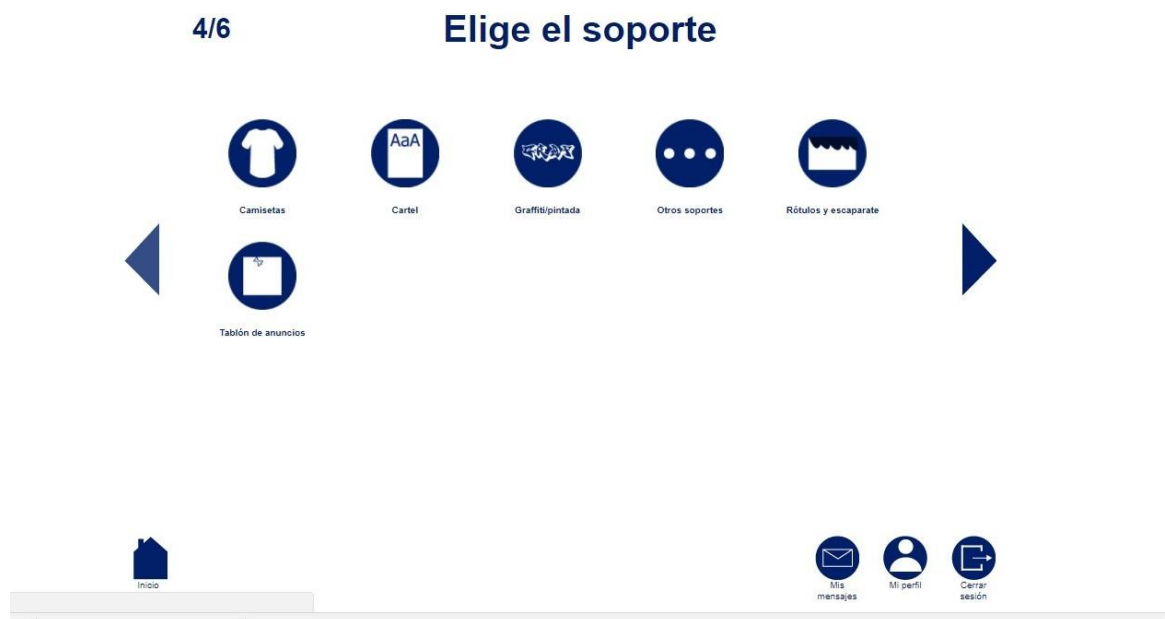 4/6
Elige el soporte
AaA
Camisetas
Cartel
Graffiti/pintada
Otros soportes
Rótulos y escaparate
Tablón de anuncios
Inicio
Mis
mensajes
Mi perfil
Cerrar
sesión